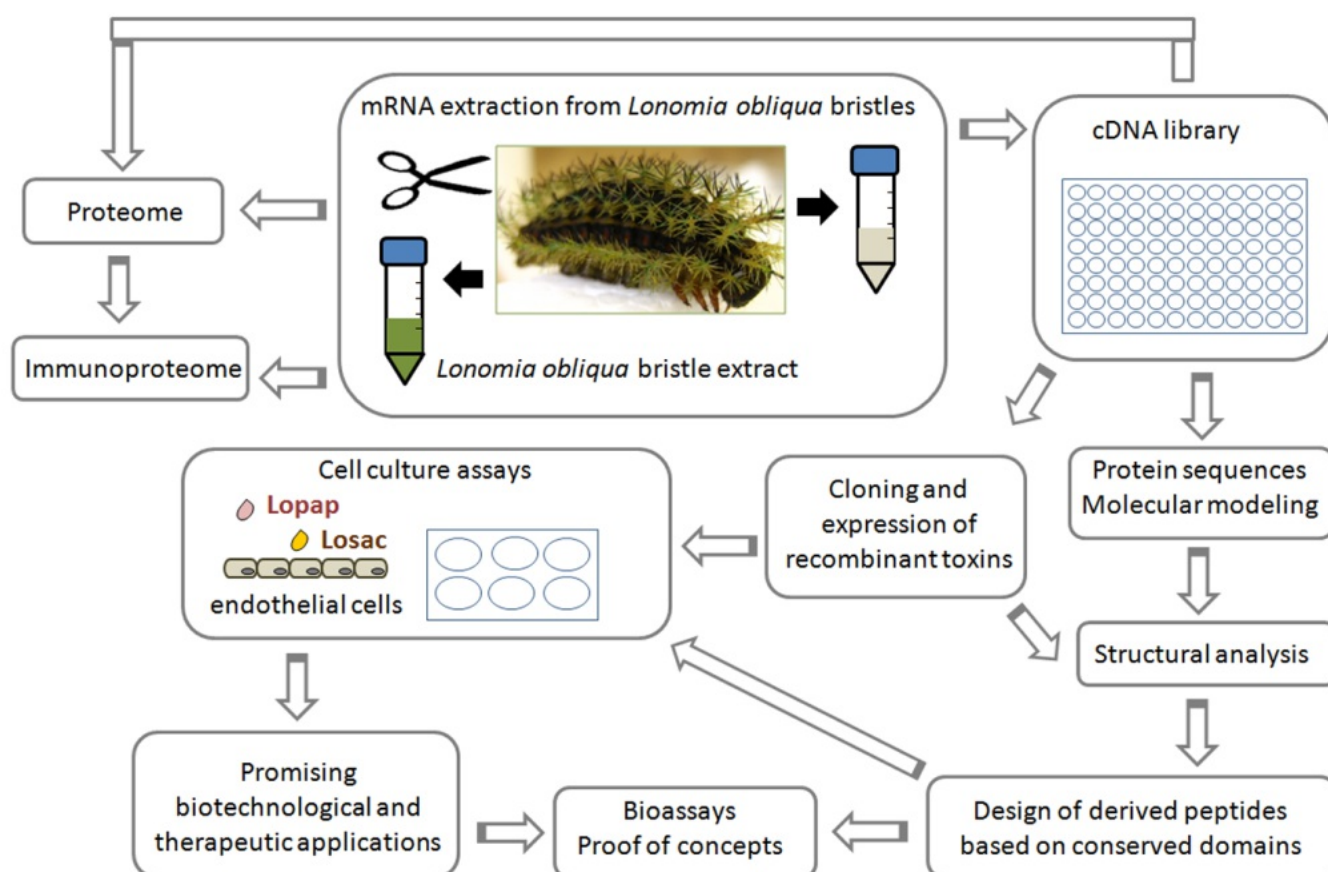 mRNA extraction from Lonomia obliqua bristles
cDNA library
Proteome
Immunoproteome
Lonomia obliqua bristle extract
Cell culture assays
Lopap
Losac
endothelial cells
Cloning and
expression of
recombinant toxins
Protein sequences
Molecular modeling
Structural analysis
Promising
biotechnological and
therapeutic applications
Bioassays
Proof of concepts
Design of derived peptides
based on conserved domains